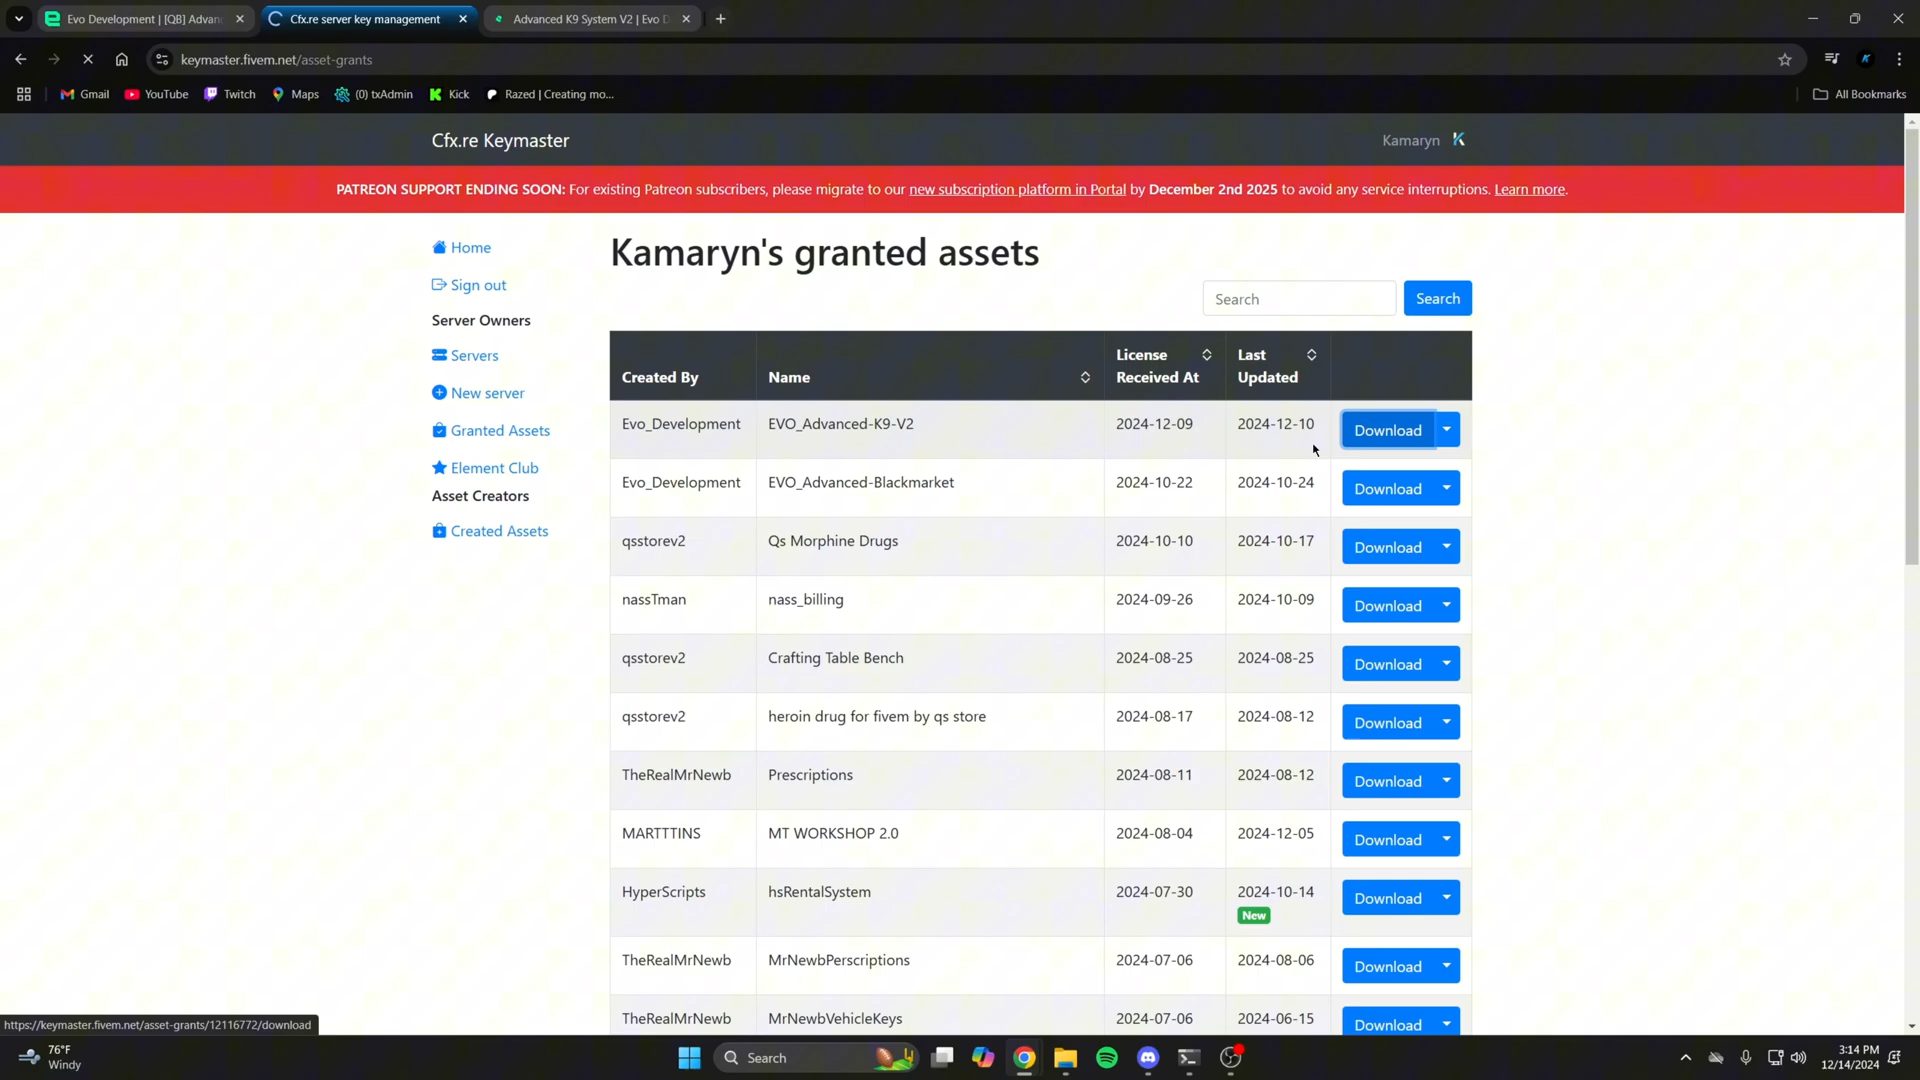 Evo Development | [QB] Advanc
Cfx.re server key management
Advanced K9 System V2 | Evo D
keymaster.fivem.net/asset-grants
Gmail
YouTube
Twitch
Maps
(0) txAdmin
Kick
Razed | Creating mo...
All Bookmarks
Cfx.re Keymaster
Kamaryn
PATREON SUPPORT ENDING SOON: For existing Patreon subscribers, please migrate to our new subscription platform in Portal by December 2nd 2025 to avoid any service interruptions. Learn more.
Home
Sign out
Server Owners
Servers
New server
Granted Assets
Element Club
Asset Creators
Created Assets
Kamaryn's granted assets
Search
Search
Created By Name License Received At Last Updated
Evo_Development EVO_Advanced-K9-V2 2024-12-09 2024-12-10 Download
Evo_Development EVO_Advanced-Blackmarket 2024-10-22 2024-10-24 Download
qsstorev2 Qs Morphine Drugs 2024-10-10 2024-10-17 Download
nassTman nass_billing 2024-09-26 2024-10-09 Download
qsstorev2 Crafting Table Bench 2024-08-25 2024-08-25 Download
qsstorev2 heroin drug for fivem by qs store 2024-08-17 2024-08-12 Download
TheRealMrNewb Prescriptions 2024-08-11 2024-08-12 Download
MARTTTINS MT WORKSHOP 2.0 2024-08-04 2024-12-05 Download
HyperScripts hsRentalSystem 2024-07-30 2024-10-14 Download
New
TheRealMrNewb MrNewbPerscriptions 2024-07-06 2024-08-06 Download
TheRealMrNewb MrNewbVehicleKeys 2024-07-06 2024-06-15 Download
https://keymaster.fivem.net/asset-grants/12116772/download
76°F
Windy
Search
3:14 PM
12/14/2024